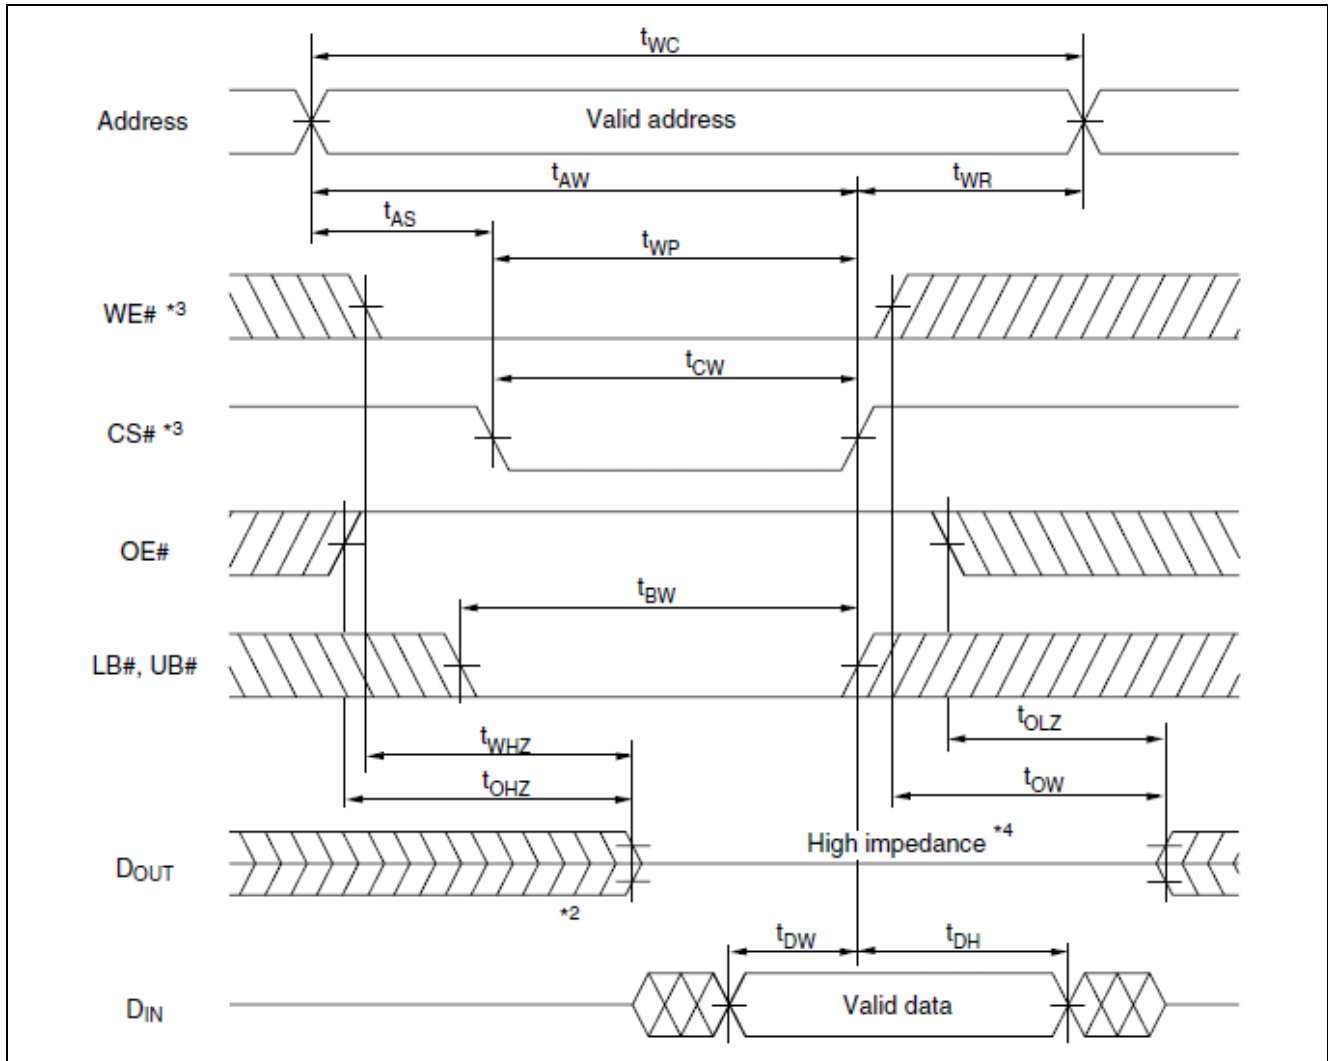 tWC
Address
Valid address
tAW
tWR
tAS
tWP
WE# *3
tCW
CS# *3
OE#
tBW
LB#, UB#
tOLZ
tWHZ
tOHZ
tOW
High impedance *4
DOUT
*2
tDW
tDH
DIN
Valid data